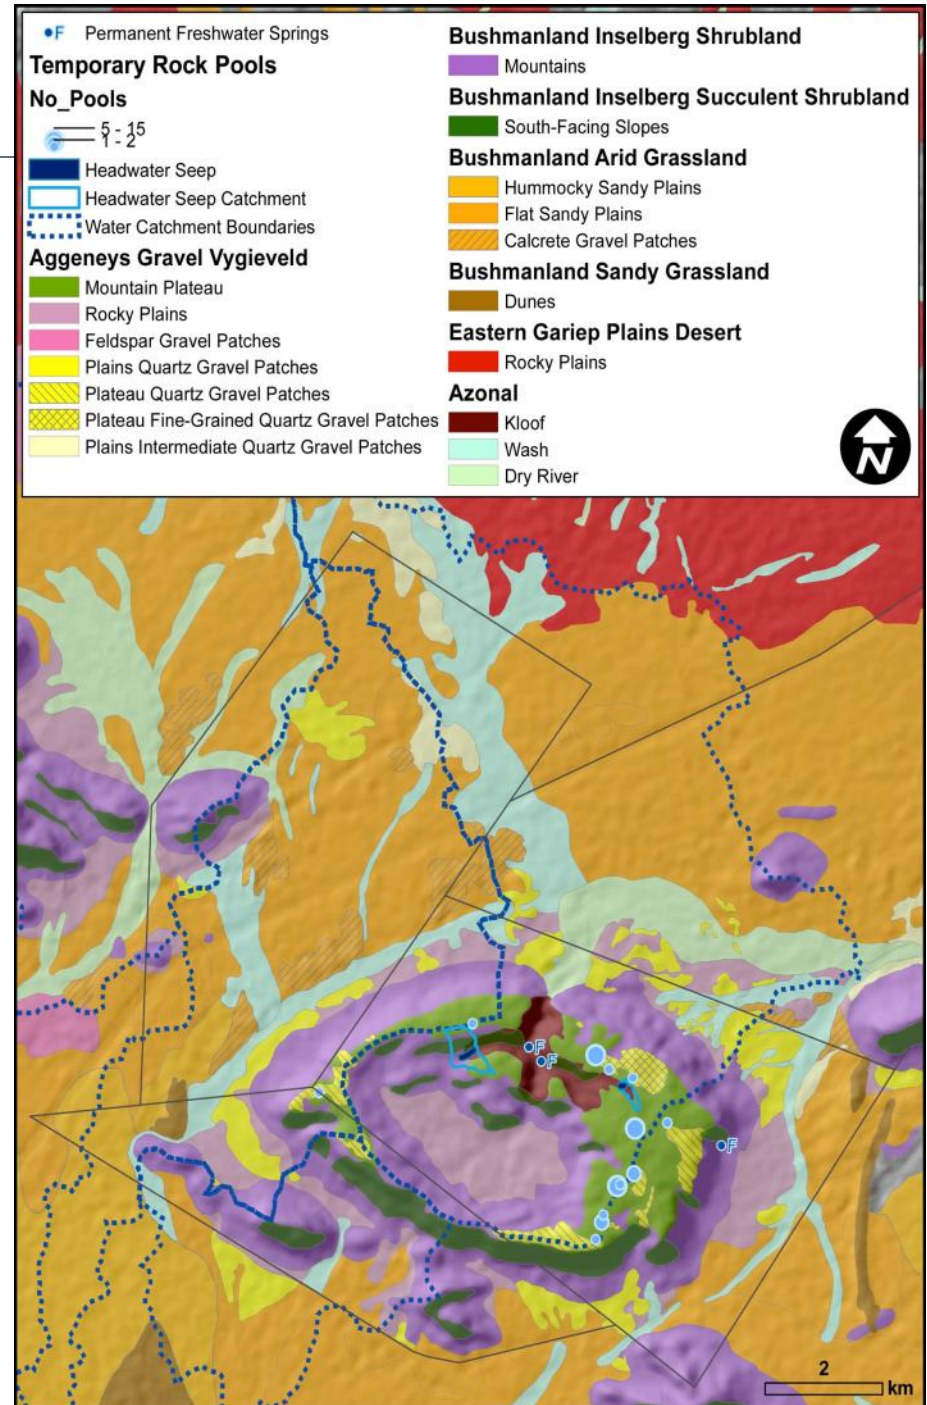 F Permanent Freshwater Springs
Temporary Rock Pools
No_Pools
5 - 15
1 - 2
Headwater Seep
Headwater Seep Catchment
Water Catchment Boundaries
Aggeneys Gravel Vygieveld
Mountain Plateau
Rocky Plains
Feldspar Gravel Patches
Plains Quartz Gravel Patches
Plateau Quartz Gravel Patches
Plateau Fine-Grained Quartz Gravel Patches
Plains Intermediate Quartz Gravel Patches
Bushmanland Inselberg Shrubland
Mountains
Bushmanland Inselberg Succulent Shrubland
South-Facing Slopes
Bushmanland Arid Grassland
Hummocky Sandy Plains
Flat Sandy Plains
Calcrete Gravel Patches
Bushmanland Sandy Grassland
Dunes
Eastern Gariep Plains Desert
Rocky Plains
Azonal
Kloof
Wash
Dry River
N
F
F
F
2
km